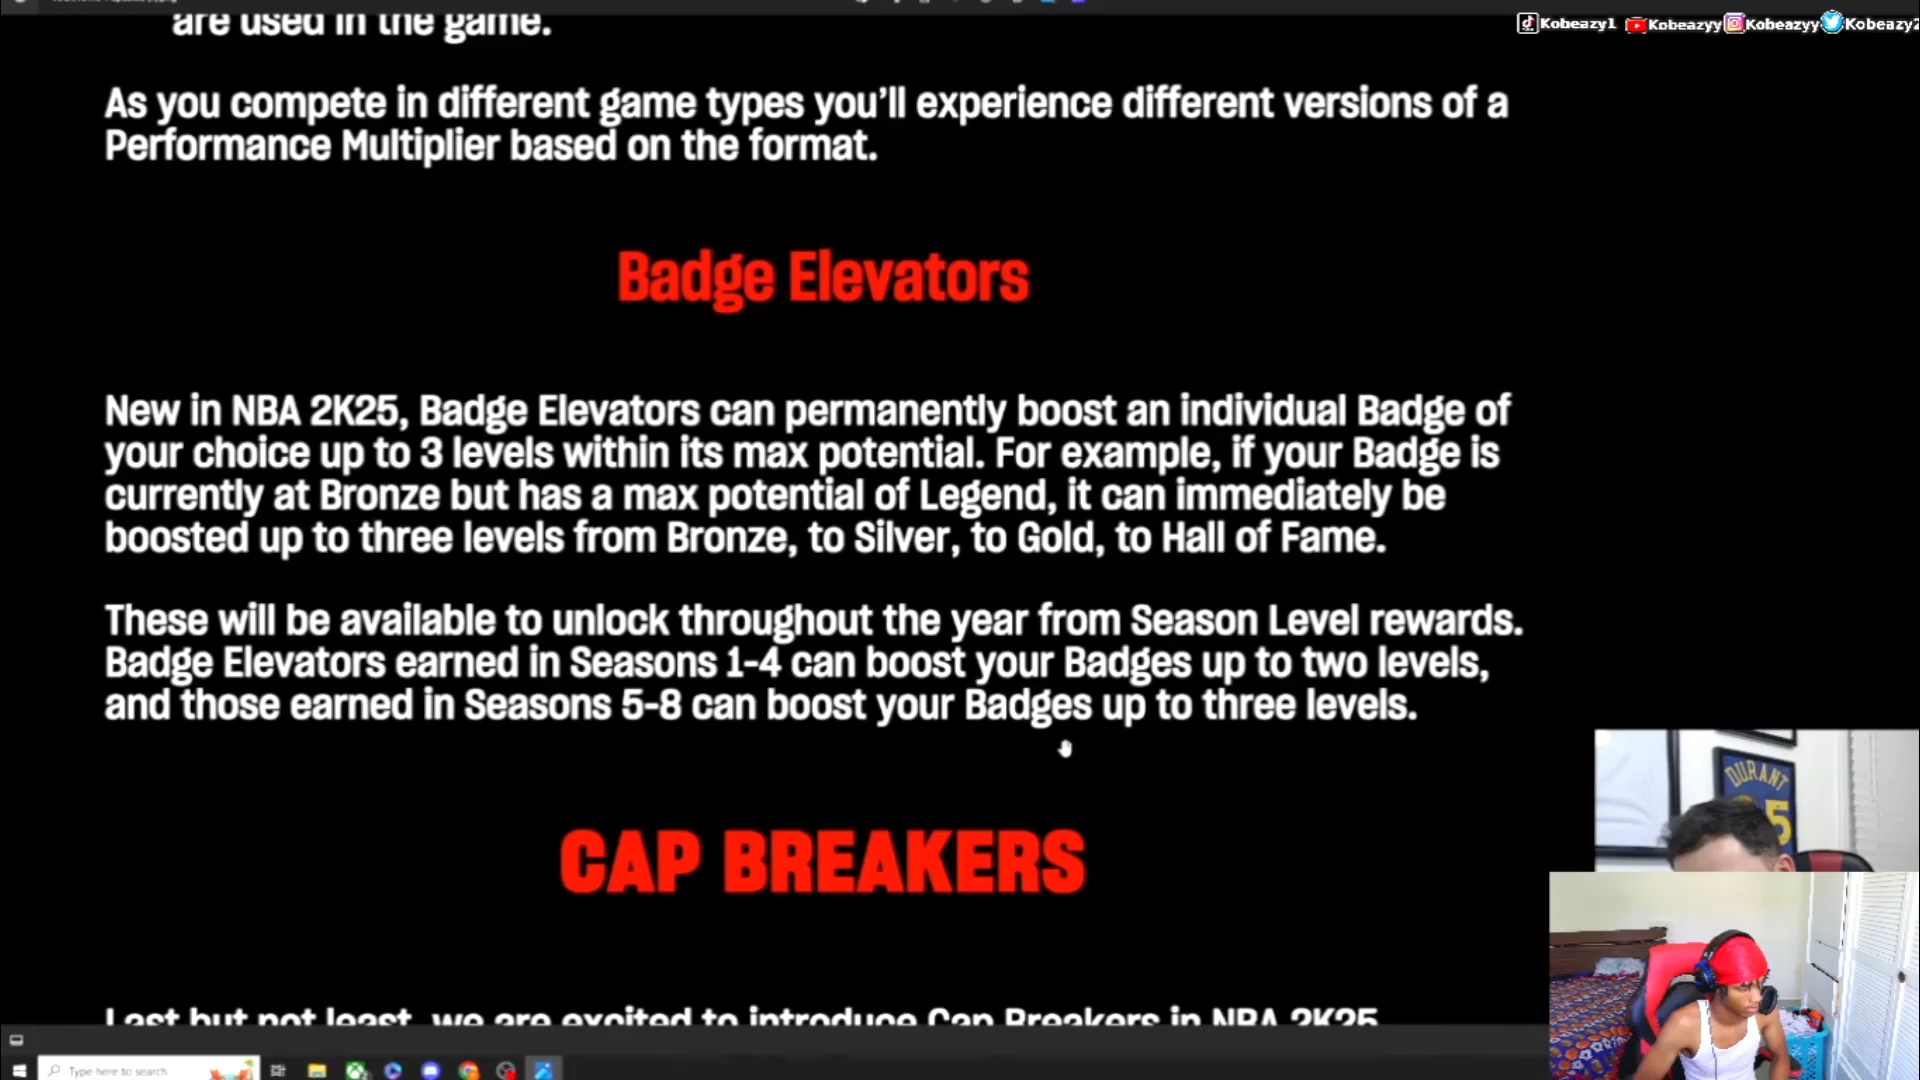 are used in the game.
Kobeazy1 Kobeazyy Kobeazyy Kobeazy2
As you compete in different game types you'll experience different versions of a
Performance Multiplier based on the format.
Badge Elevators
New in NBA 2K25, Badge Elevators can permanently boost an individual Badge of
your choice up to 3 levels within its max potential. For example, if your Badge is
currently at Bronze but has a max potential of Legend, it can immediately be
boosted up to three levels from Bronze, to Silver, to Gold, to Hall of Fame.
These will be available to unlock throughout the year from Season Level rewards.
Badge Elevators earned in Seasons 1-4 can boost your Badges up to two levels,
and those earned in Seasons 5-8 can boost your Badges up to three levels.
DURANT
5
CAP BREAKERS
Last but not least, we are excited to introduce Cap Breakers in NBA 2K25
Type here to search